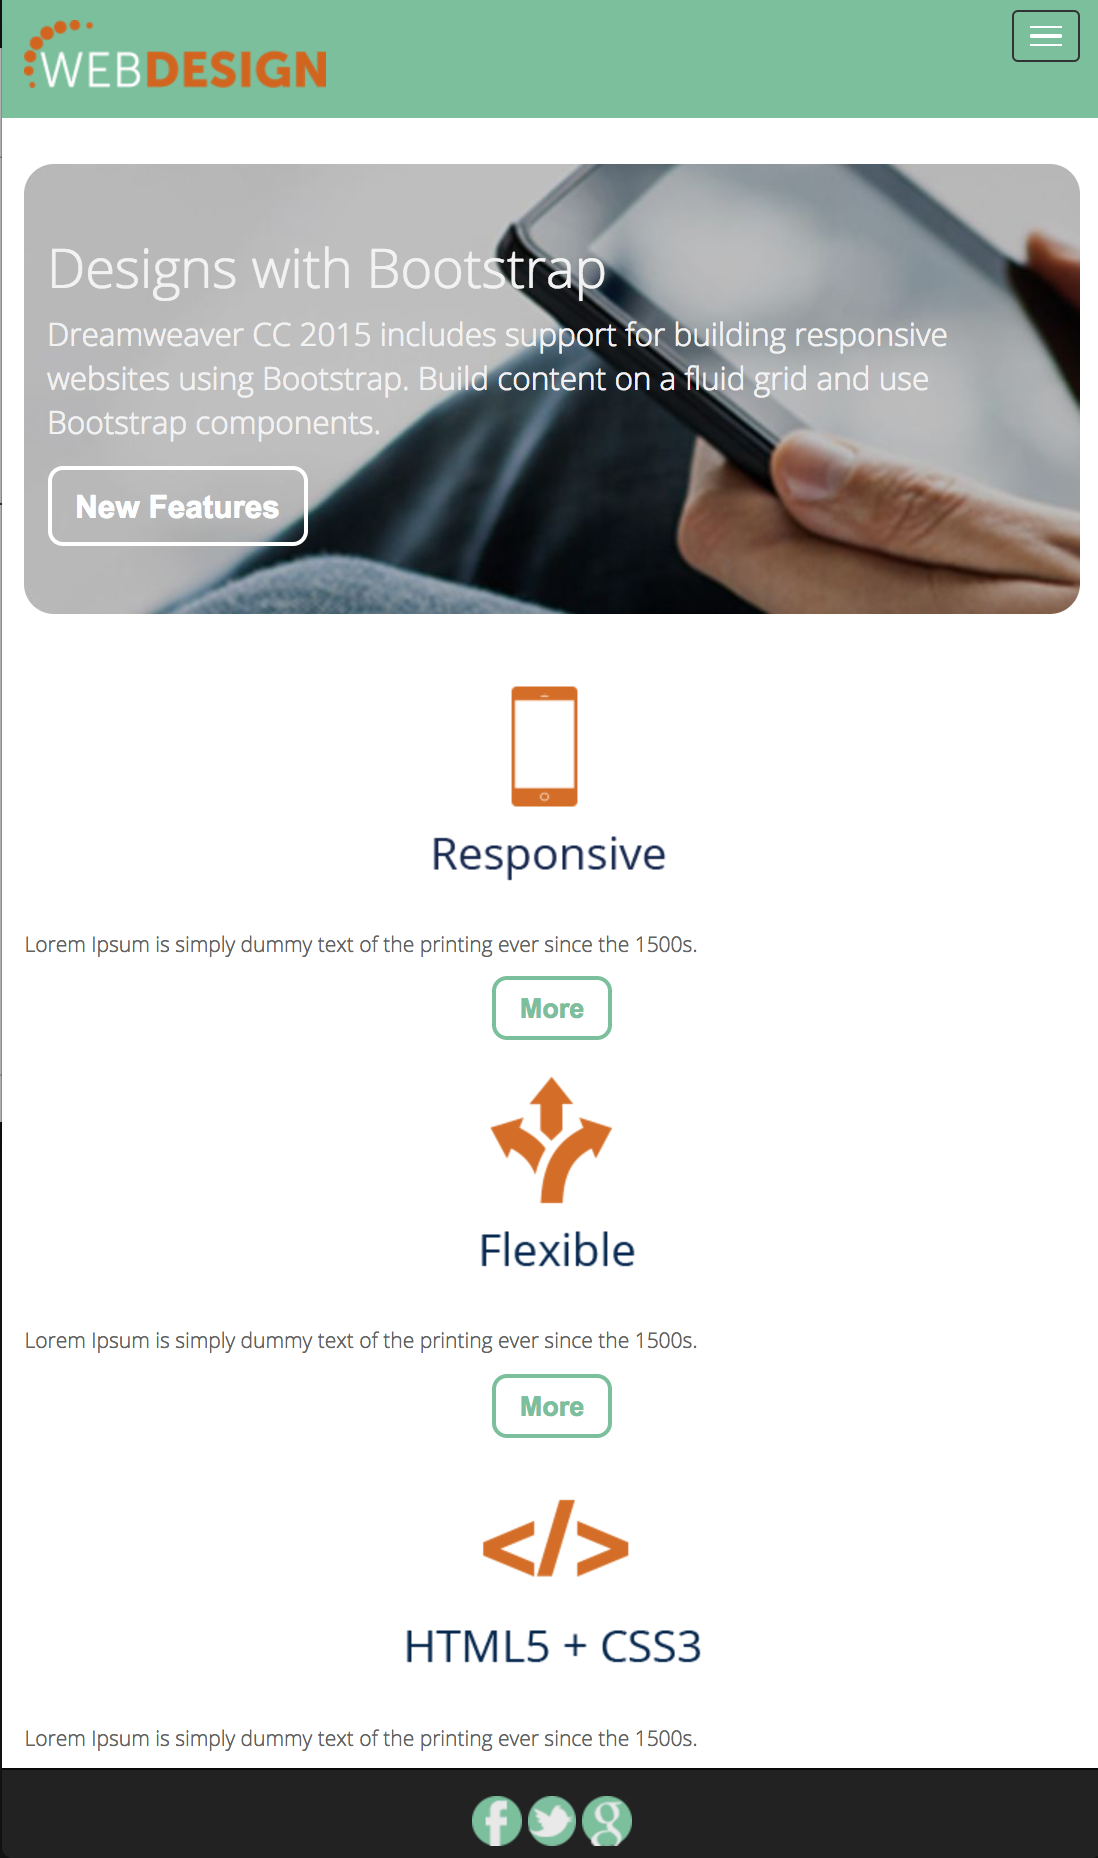 WEBDESIGN
Designs with Bootstrap
Dreamweaver CC 2015 includes support for building responsive
websites using Bootstrap. Build content on a fluid grid and use
Bootstrap components.
New Features
Responsive
Lorem Ipsum is simply dummy text of the printing ever since the 1500s.
More
Flexible
Lorem Ipsum is simply dummy text of the printing ever since the 1500s.
More
</>
HTML5 + CSS3
Lorem Ipsum is simply dummy text of the printing ever since the 1500s.
f g